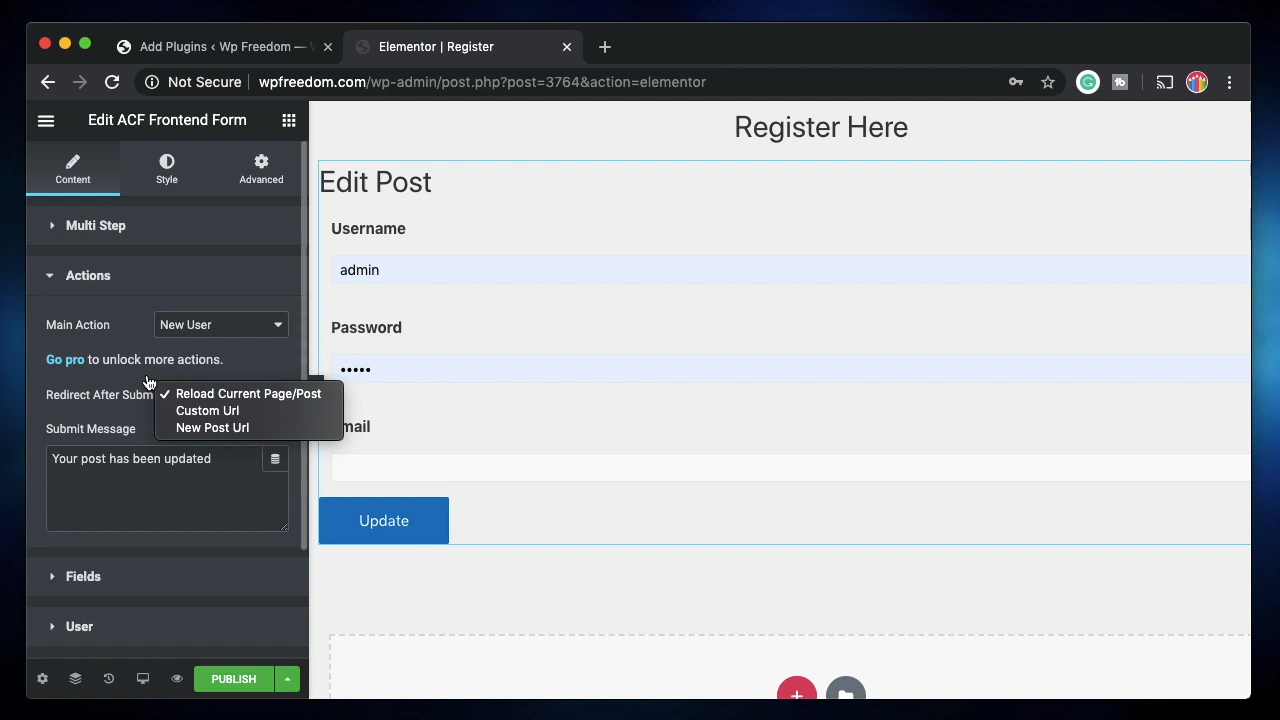 Add Plugins ‹ Wp Freedom —
Elementor | Register
Not Secure
wpfreedom.com/wp-admin/post.php?post=3764&action=elementor
Edit ACF Frontend Form
Content
Style
Advanced
Multi Step
Actions
Main Action
New User
Go pro to unlock more actions.
Redirect After Subm
✓ Reload Current Page/Post
Custom Url
New Post Url
Submit Message
Your post has been updated
Fields
User
PUBLISH
Register Here
Edit Post
Username
admin
Password
•••••
mail
Update